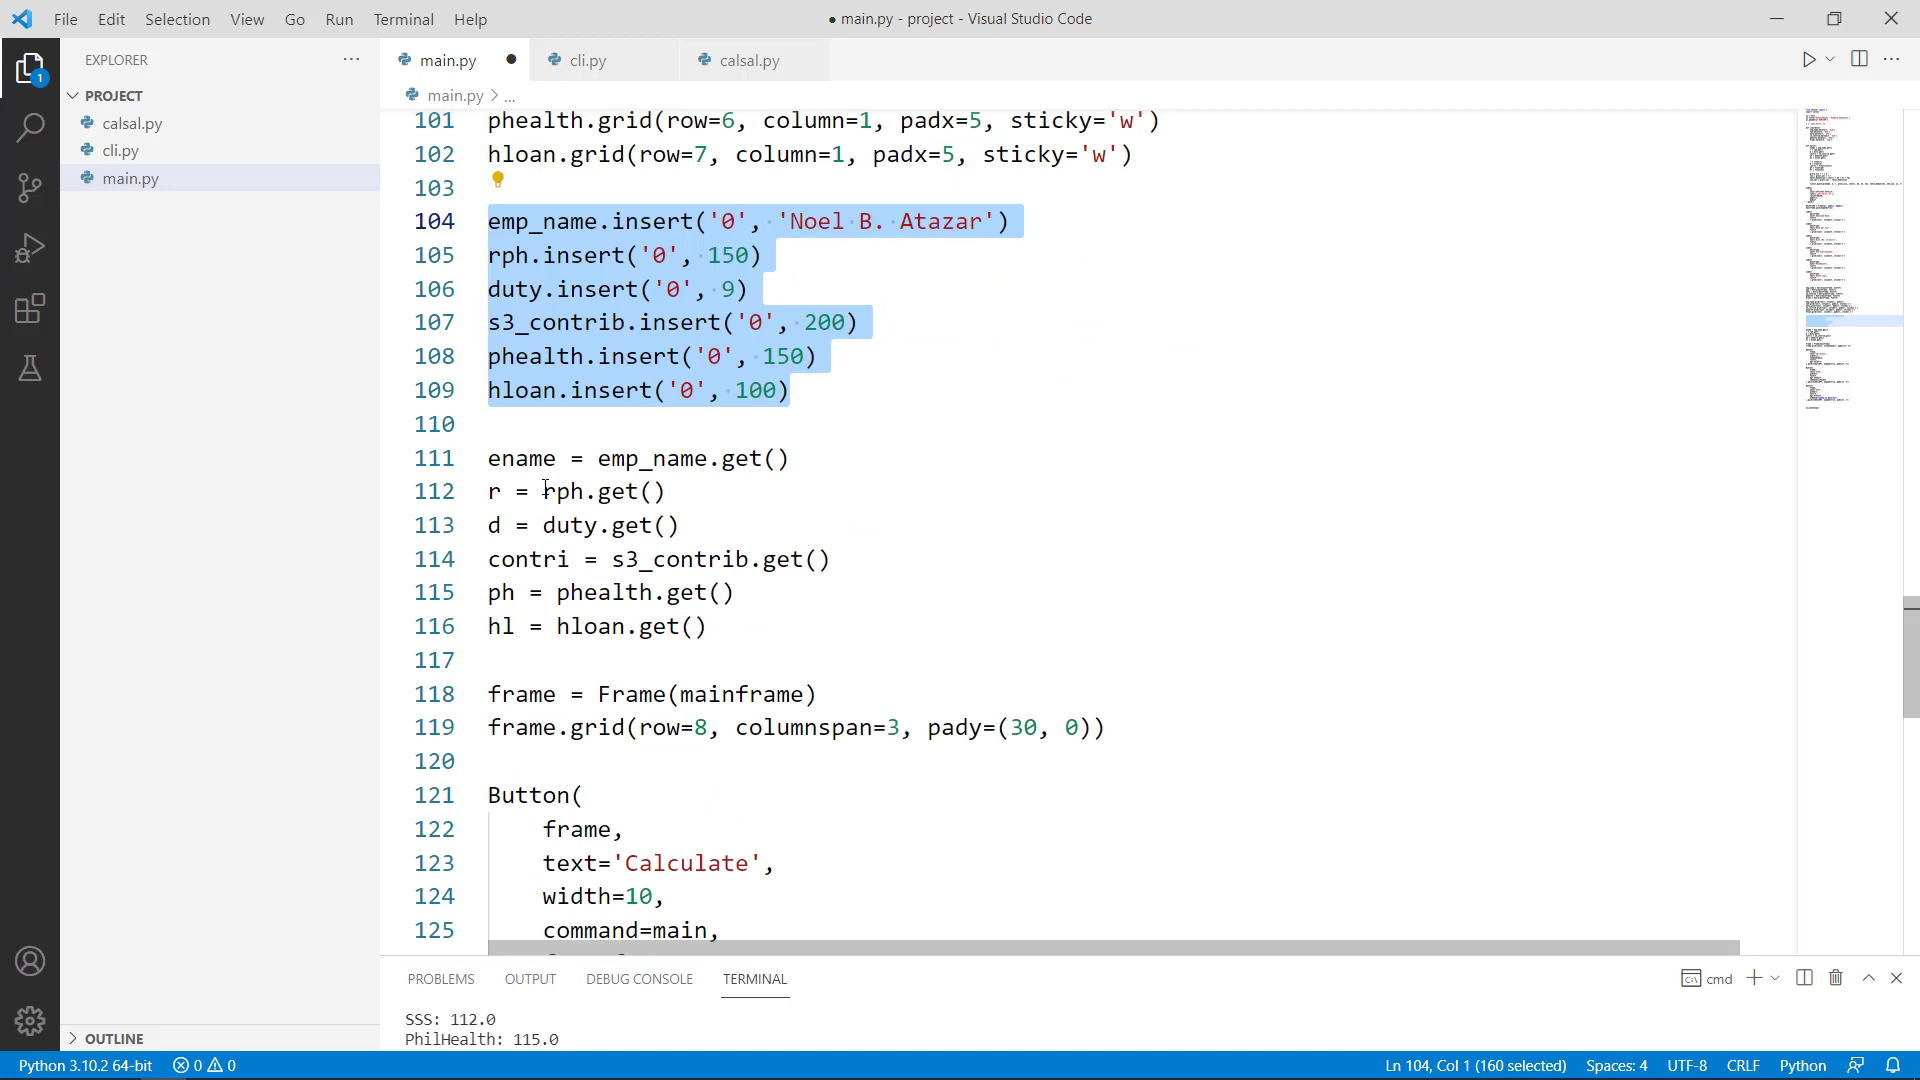 File Edit Selection View Go Run Terminal Help
● main.py - project - Visual Studio Code
EXPLORER
PROJECT
calsal.py
cli.py
main.py
OUTLINE
1
main.py ● cli.py calsal.py
main.py > ...
101 phealth.grid(row=6, column=1, padx=5, sticky='w')
102 hloan.grid(row=7, column=1, padx=5, sticky='w')
103
104 emp_name.insert('0', 'Noel B. Atazar')
105 rph.insert('0', 150)
106 duty.insert('0', 9)
107 s3_contrib.insert('0', 200)
108 phealth.insert('0', 150)
109 hloan.insert('0', 100)
110
111 ename = emp_name.get()
112 r = rph.get()
113 d = duty.get()
114 contri = s3_contrib.get()
115 ph = phealth.get()
116 hl = hloan.get()
117
118 frame = Frame(mainframe)
119 frame.grid(row=8, columnspan=3, pady=(30, 0))
120
121 Button(
122 frame,
123 text='Calculate',
124 width=10,
125 command=main,
PROBLEMS OUTPUT DEBUG CONSOLE TERMINAL
cmd
SSS: 112.0
PhilHealth: 115.0
Python 3.10.2 64-bit 0 0
Ln 104, Col 1 (160 selected) Spaces: 4 UTF-8 CRLF Python